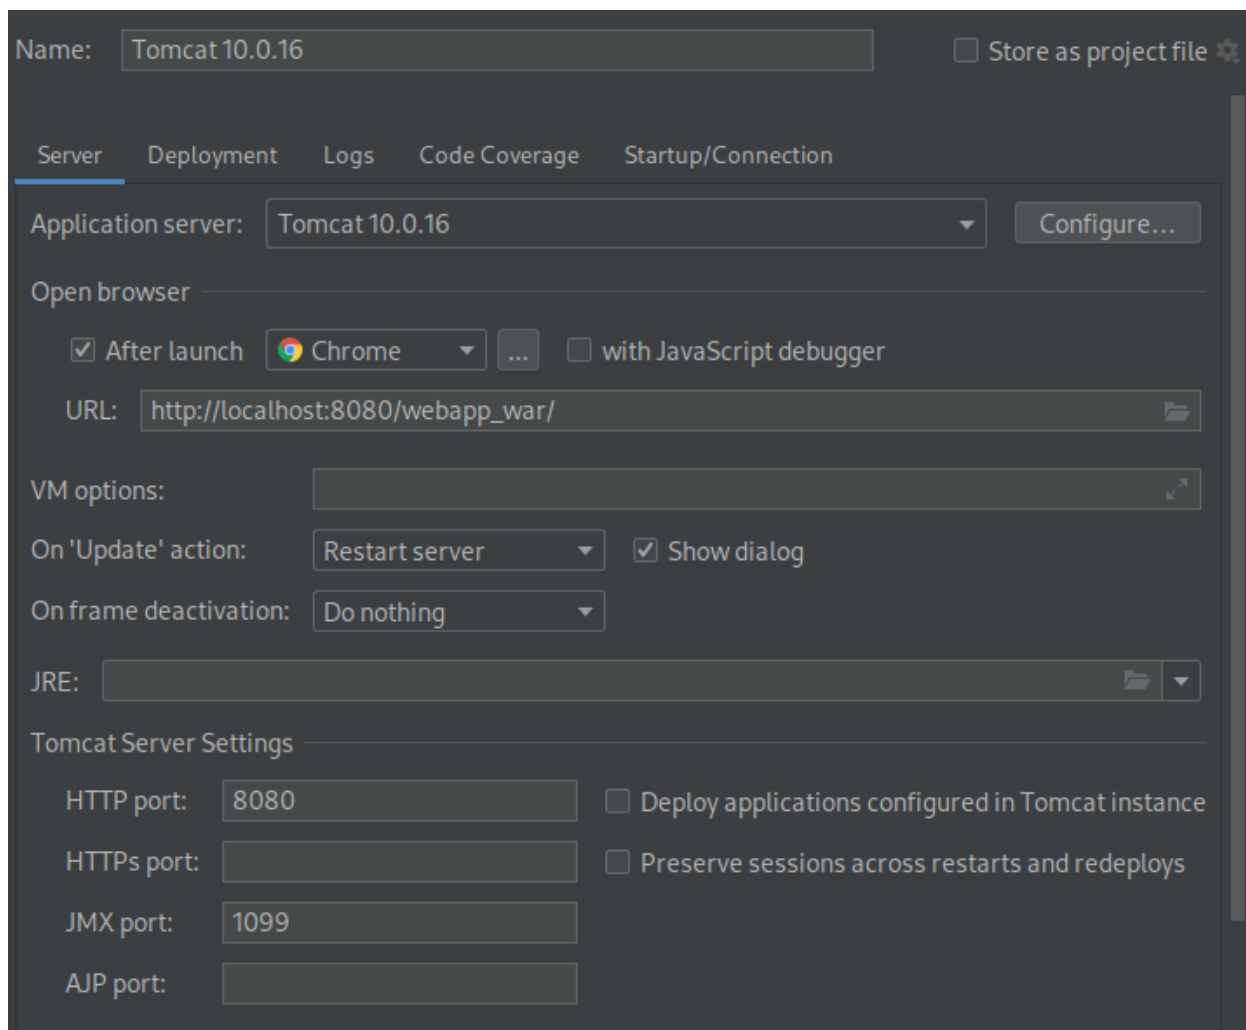 Name: Tomcat 10.0.16 Store as project file
Server Deployment Logs Code Coverage Startup/Connection
Application server: Tomcat 10.0.16 Configure...
Open browser
After launch Chrome ... with JavaScript debugger
URL: http://localhost:8080/webapp_war/
VM options:
On 'Update' action: Restart server Show dialog
On frame deactivation: Do nothing
JRE:
Tomcat Server Settings
HTTP port: 8080 Deploy applications configured in Tomcat instance
HTTPs port: Preserve sessions across restarts and redeploys
JMX port: 1099
AJP port: